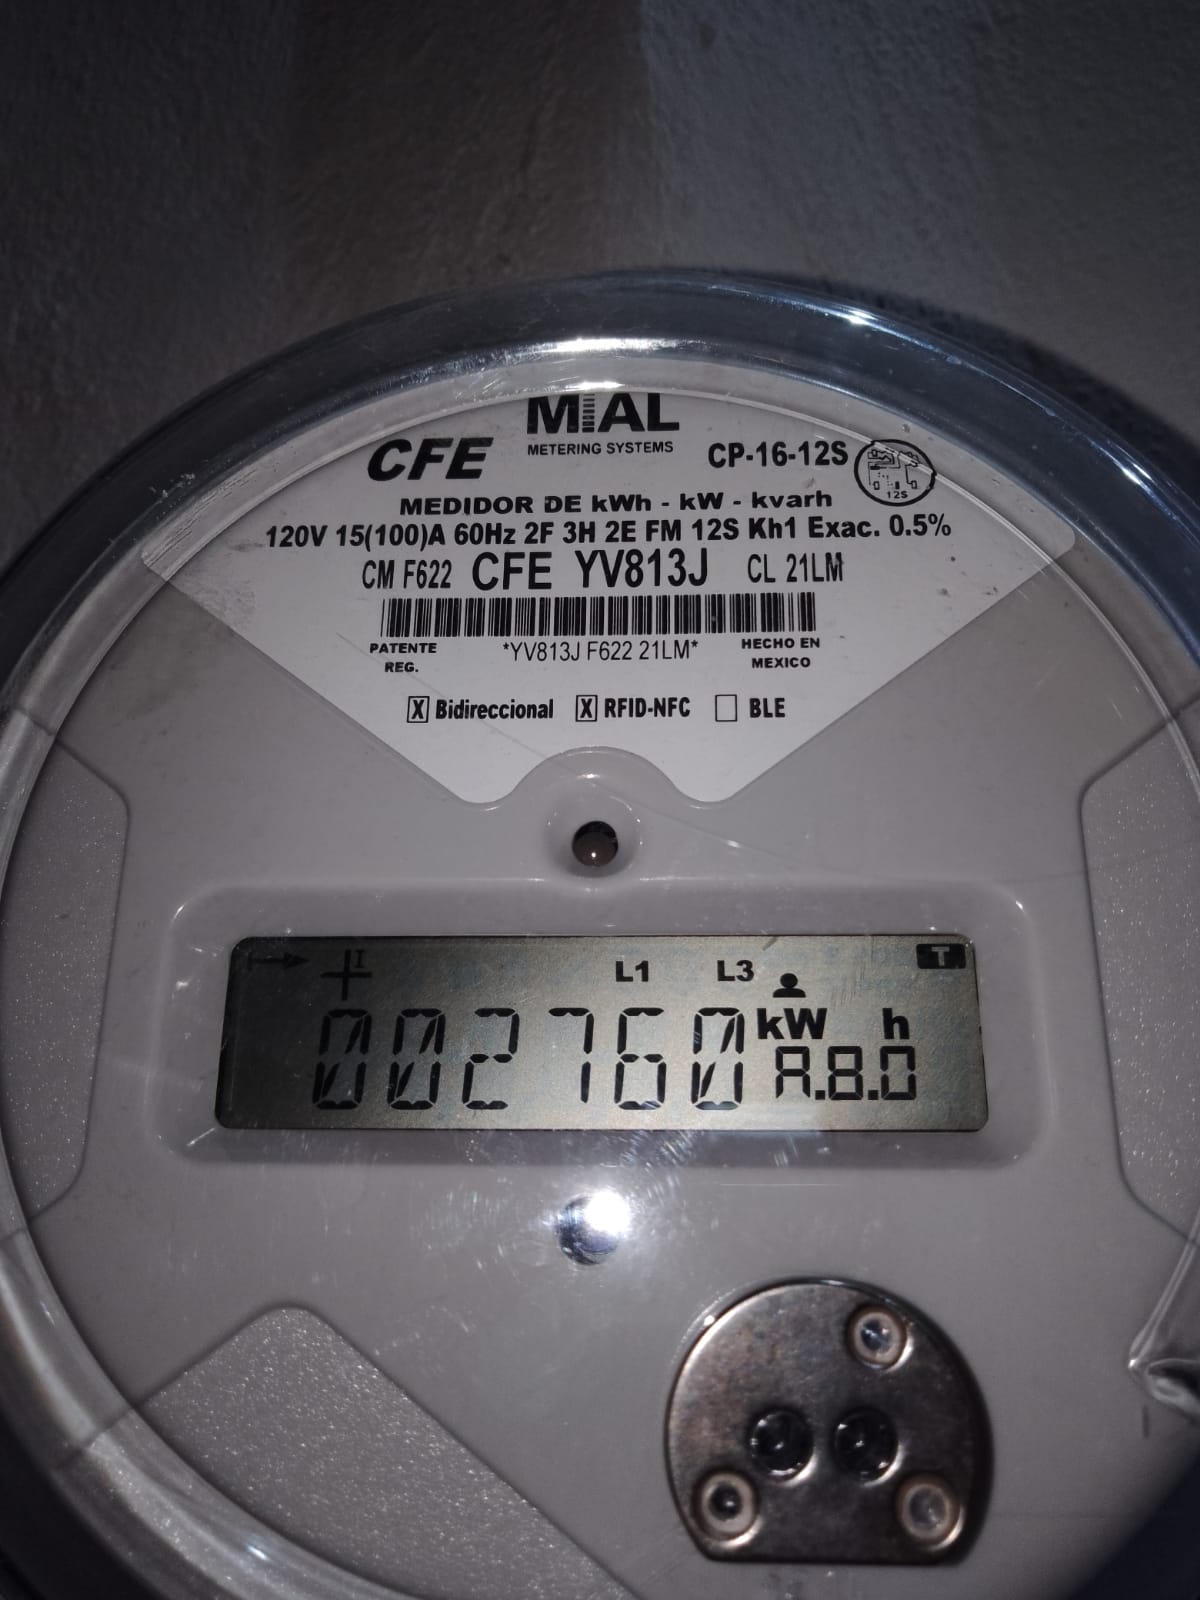 MIAL
METERING SYSTEMS
CFE
CP-16-12S
12S
MEDIDOR DE kWh - kW - kvarh
120V 15(100)A 60Hz 2F 3H 2E FM 12S Kh1 Exac. 0.5%
CM F622 CFE YV813J CL 21LM
PATENTE REG.
*YV813J F622 21LM*
HECHO EN MEXICO
X Bidireccional X RFID-NFC BLE
I L1 L3 T
002760 kW h
A.8.0